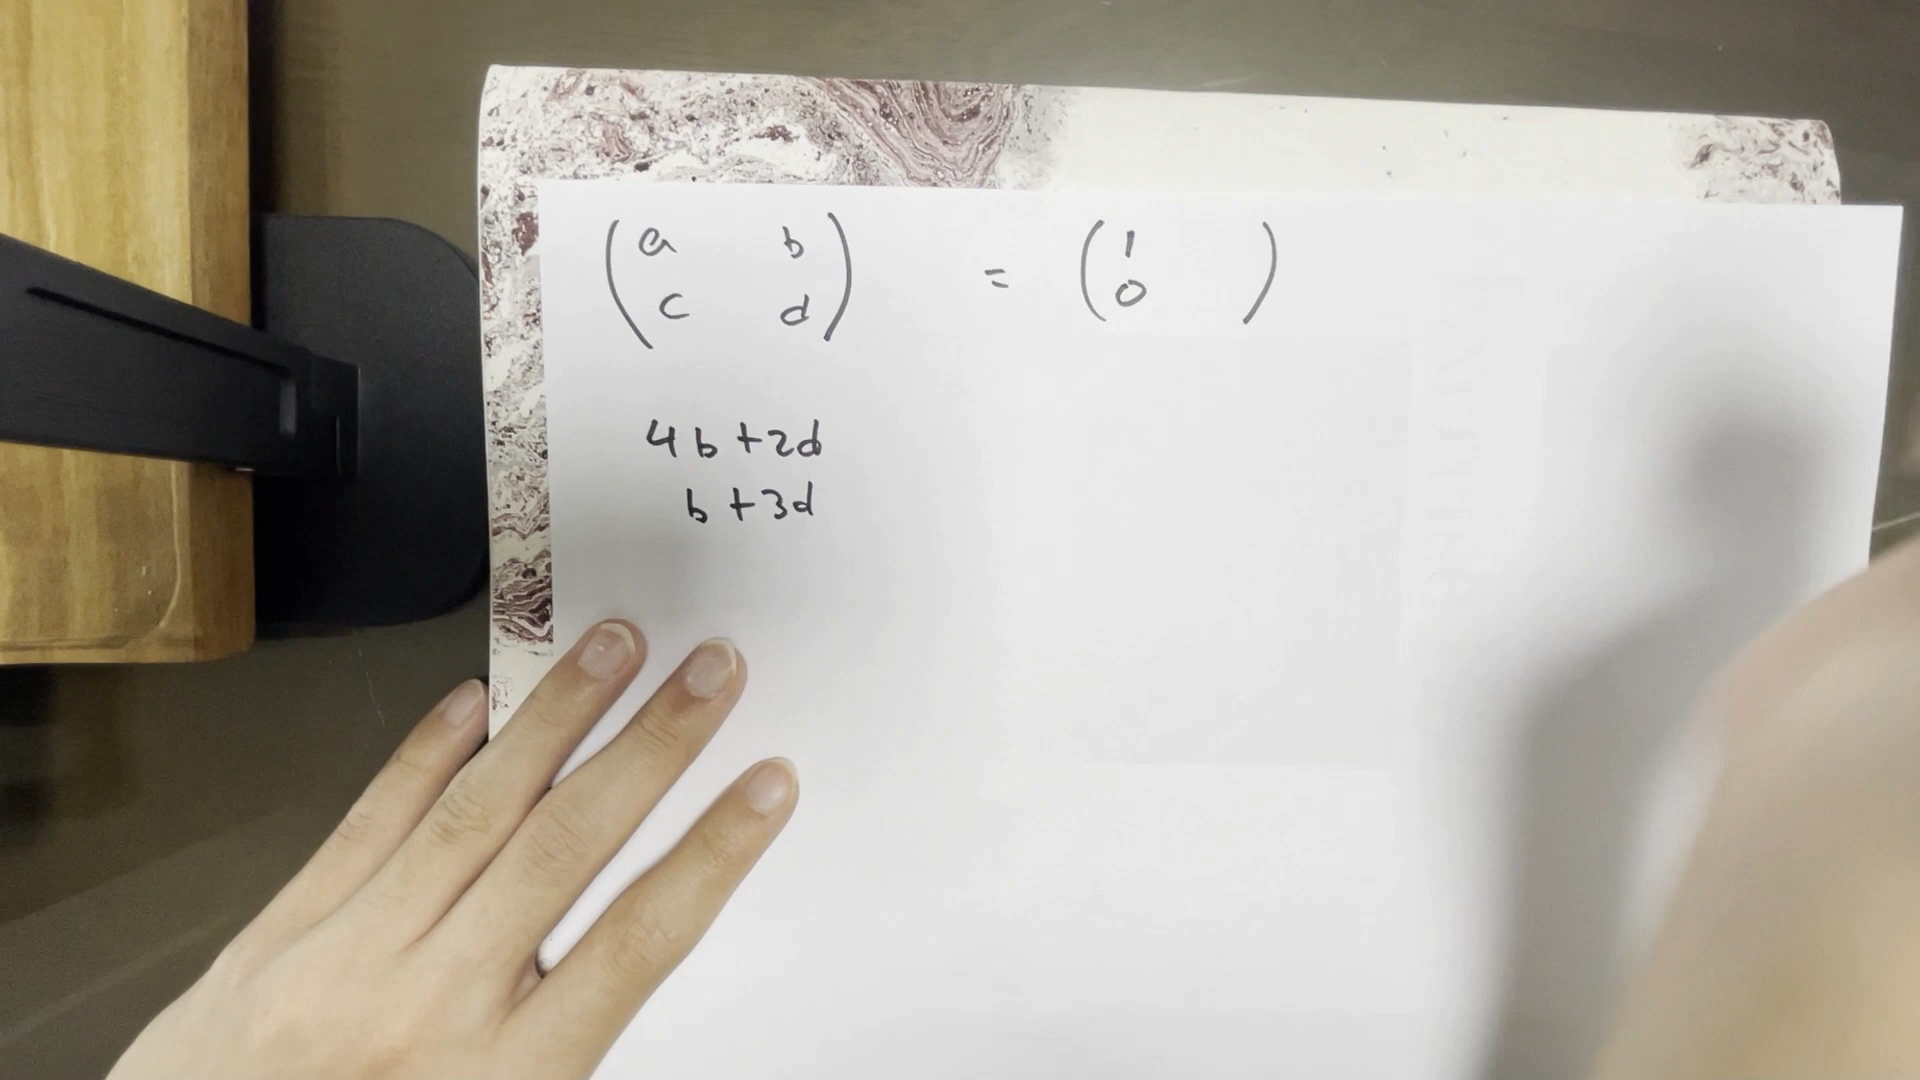 ( a b ) = ( 1 )
( c d ) ( 0 )
4b+2d
b+3d